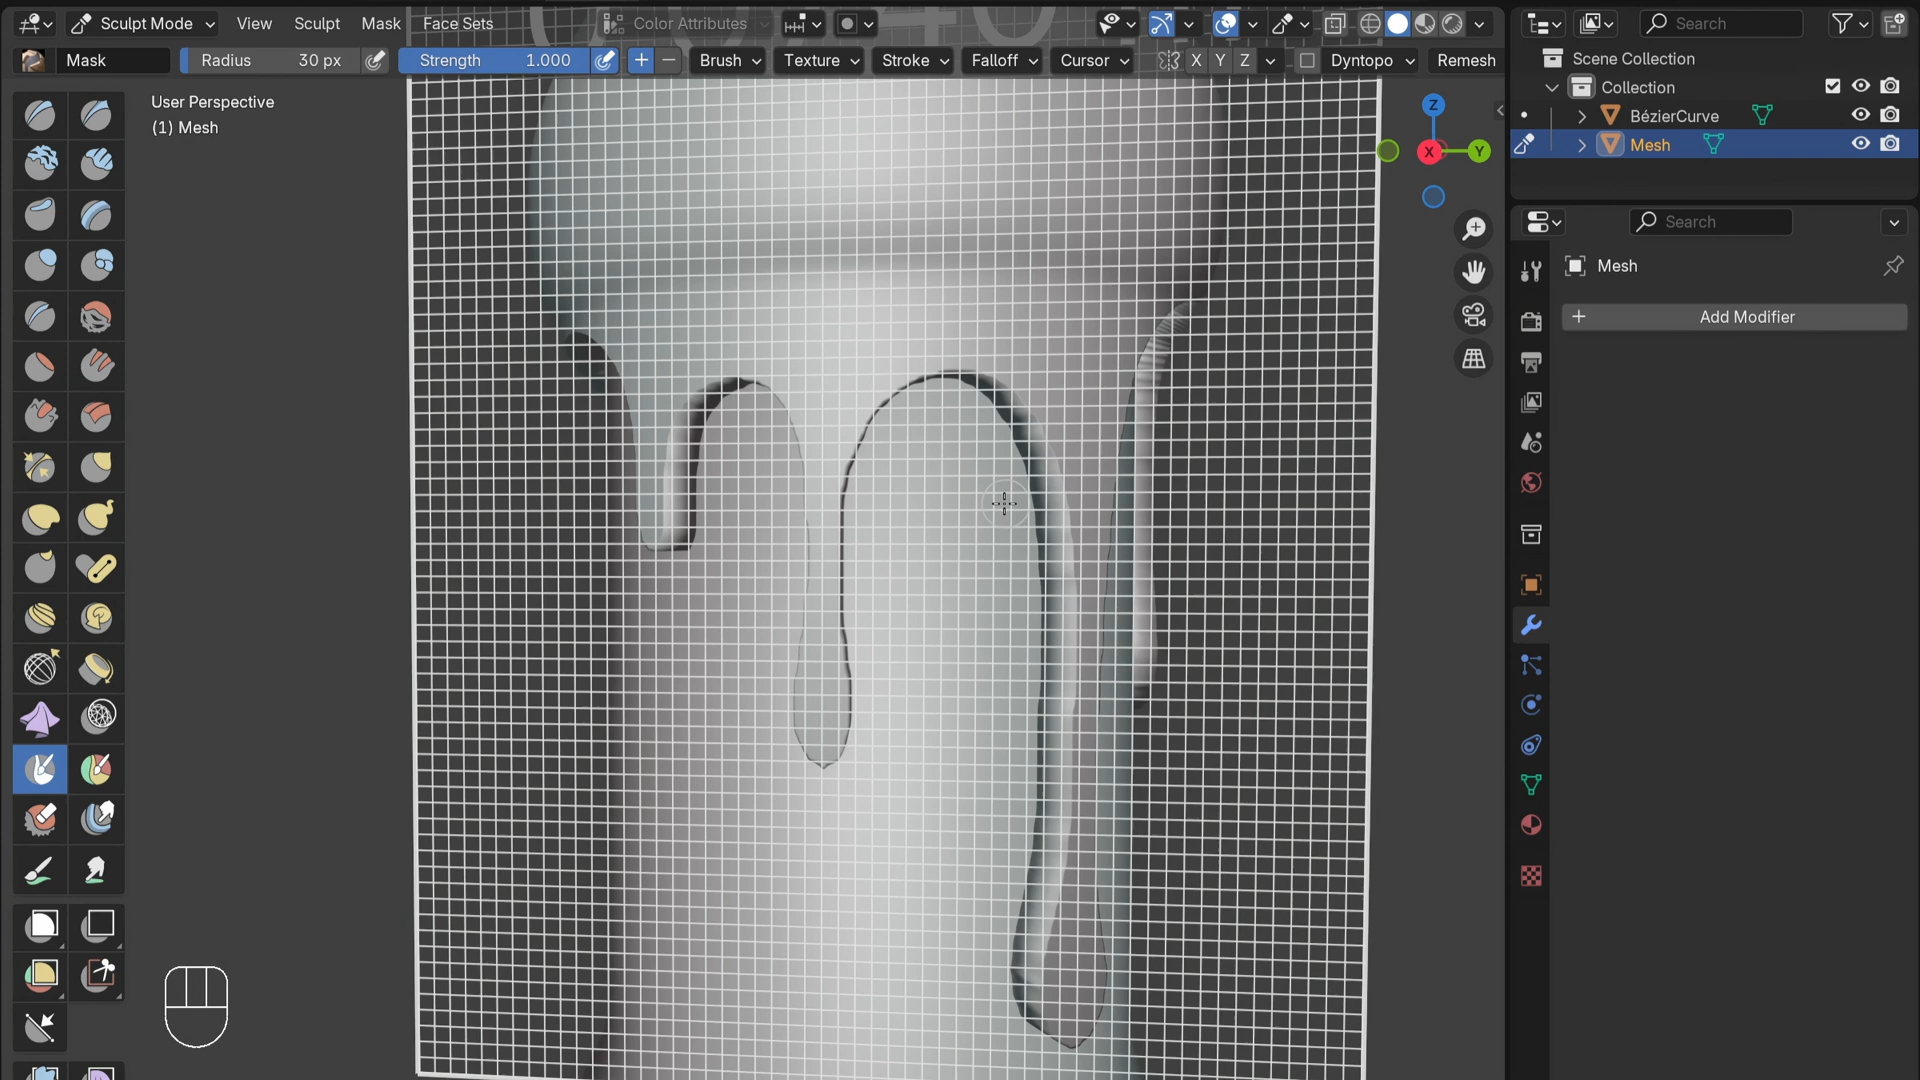 Sculpt Mode View Sculpt Mask Face Sets Color Attributes
Mask Radius 30 px Strength 1.000 Brush Texture Stroke Falloff Cursor X Y Z Dyntopo Remesh
User Perspective
(1) Mesh
Z
X
Y
Search
Scene Collection
Collection
BézierCurve
Mesh
Search
Mesh
Add Modifier